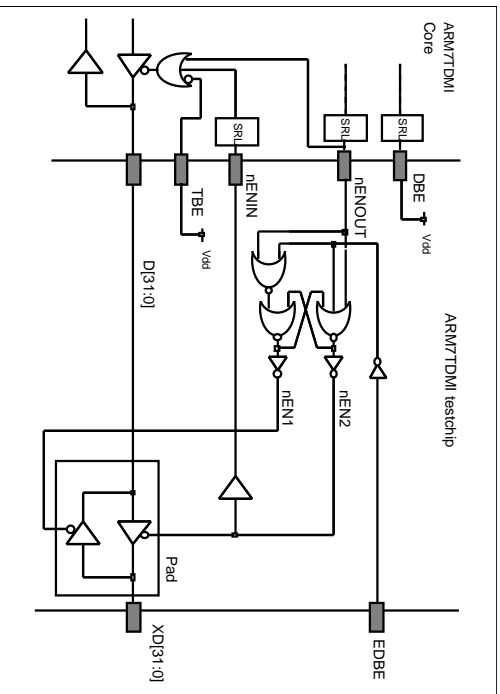 ARM7TDMI
Core
ARM7TDMI testchip
SRL
DBE
Vdd
SRL
nENOUT
EDBE
nEN2
nEN1
SRL
nENIN
TBE
Vdd
D[31:0]
Pad
XD[31:0]